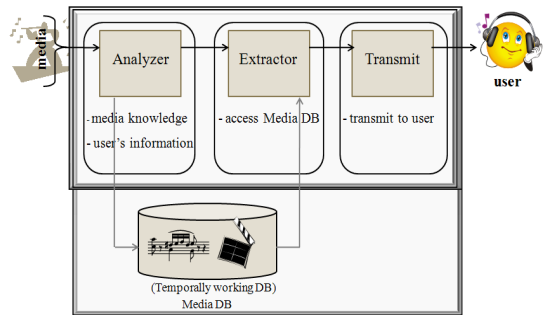 media
Analyzer
Extractor
Transmit
user
- media knowledge
- user's information
- access Media DB
- transmit to user
(Temporally working DB)
Media DB